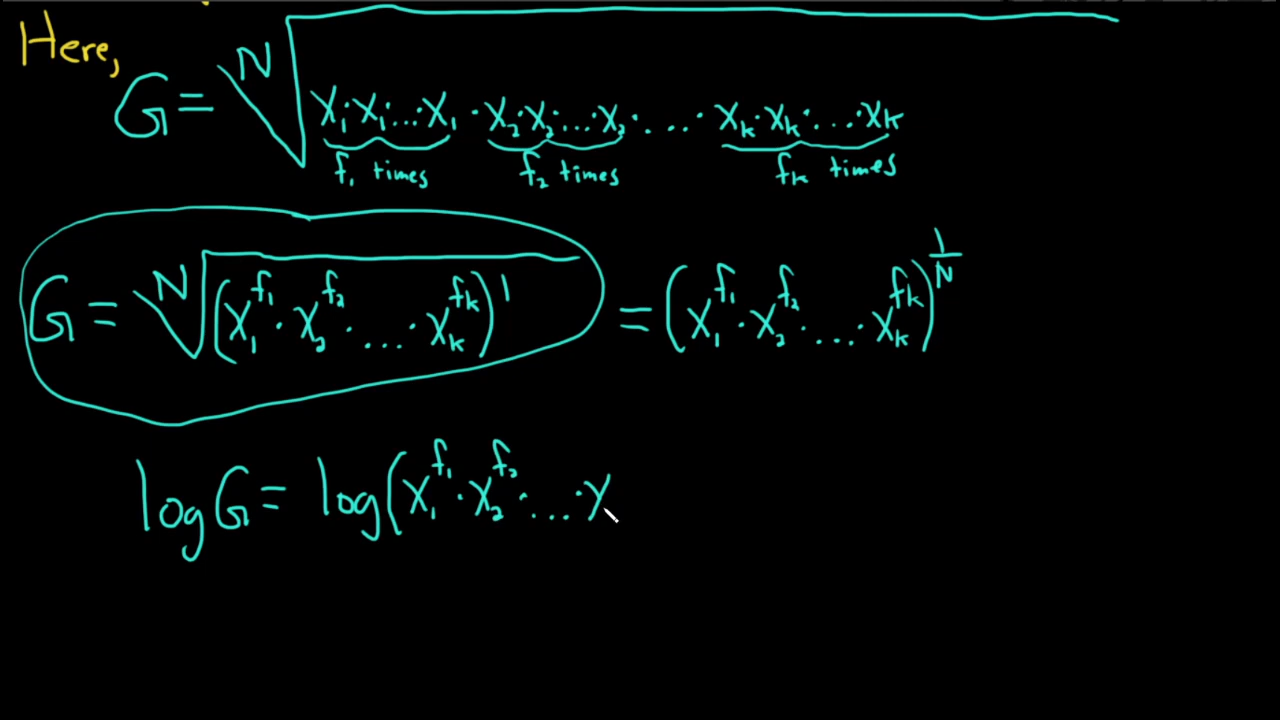 Here,
G = ᴺ√(X₁·X₁·...·X₁ · X₂·X₂·...·X₂ · ... · Xₖ·Xₖ·...·Xₖ)
f₁ times f₂ times fₖ times
G = ᴺ√(X₁^f₁ · X₂^f₂ · ... · Xₖ^fₖ)^1 = (X₁^f₁ · X₂^f₂ · ... · Xₖ^fₖ)^(1/N)
log G = log(X₁^f₁ · X₂^f₂ · ... · X